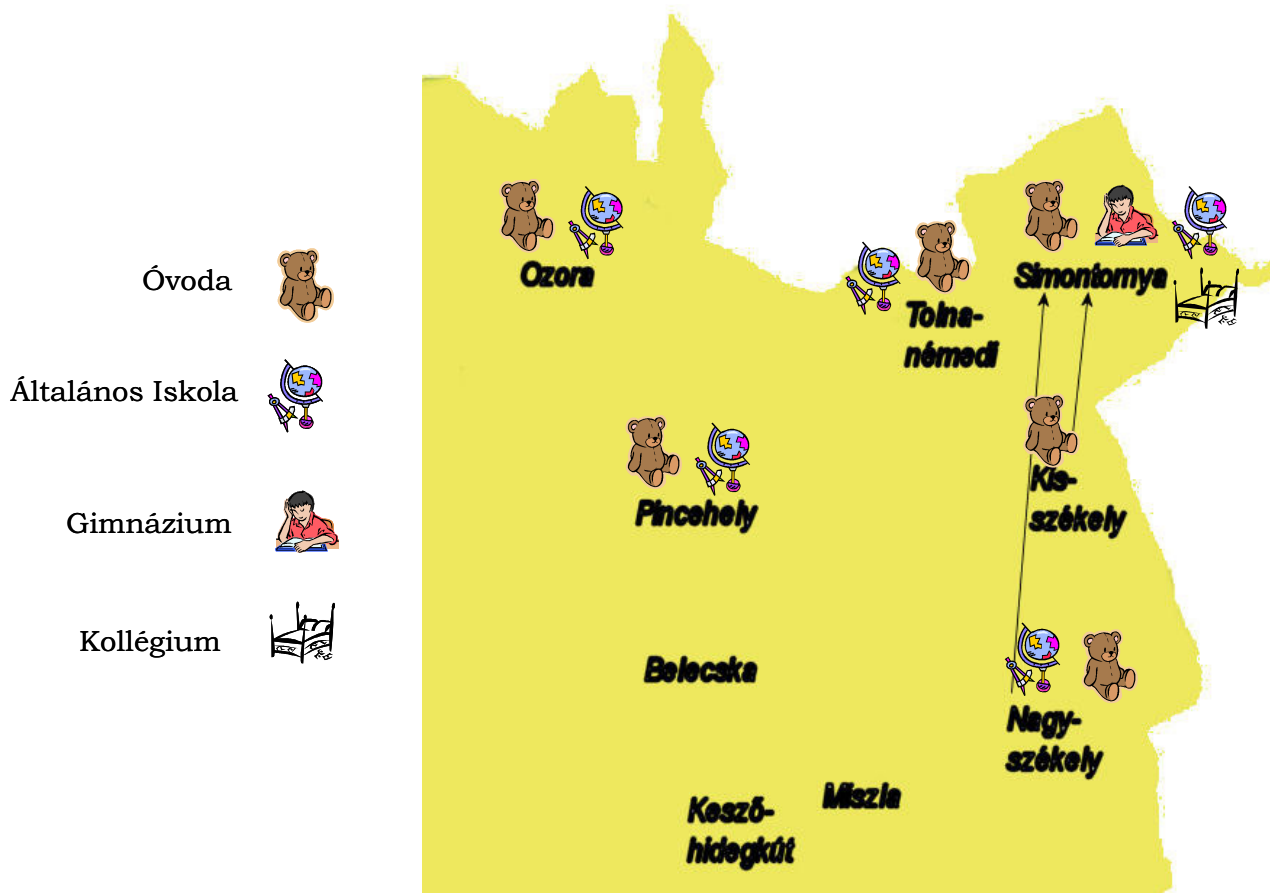 Óvoda
Általános Iskola
Gimnázium
Kollégium
Ozora
Tolna-
némedi
Simontornya
Pincehely
Kis-
székely
Belecska
Nagy-
székely
Miszla
Kesző-
hidegkút